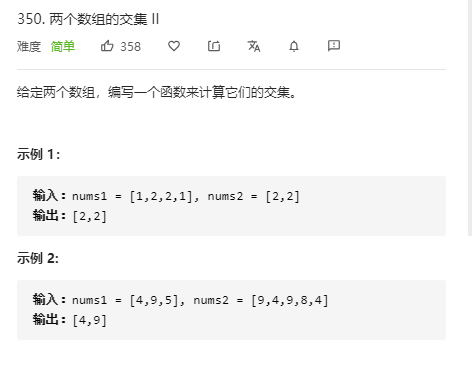 350. 两个数组的交集 II
难度 简单 358
给定两个数组，编写一个函数来计算它们的交集。
示例 1：
输入：nums1 = [1,2,2,1], nums2 = [2,2]
输出：[2,2]
示例 2:
输入：nums1 = [4,9,5], nums2 = [9,4,9,8,4]
输出：[4,9]